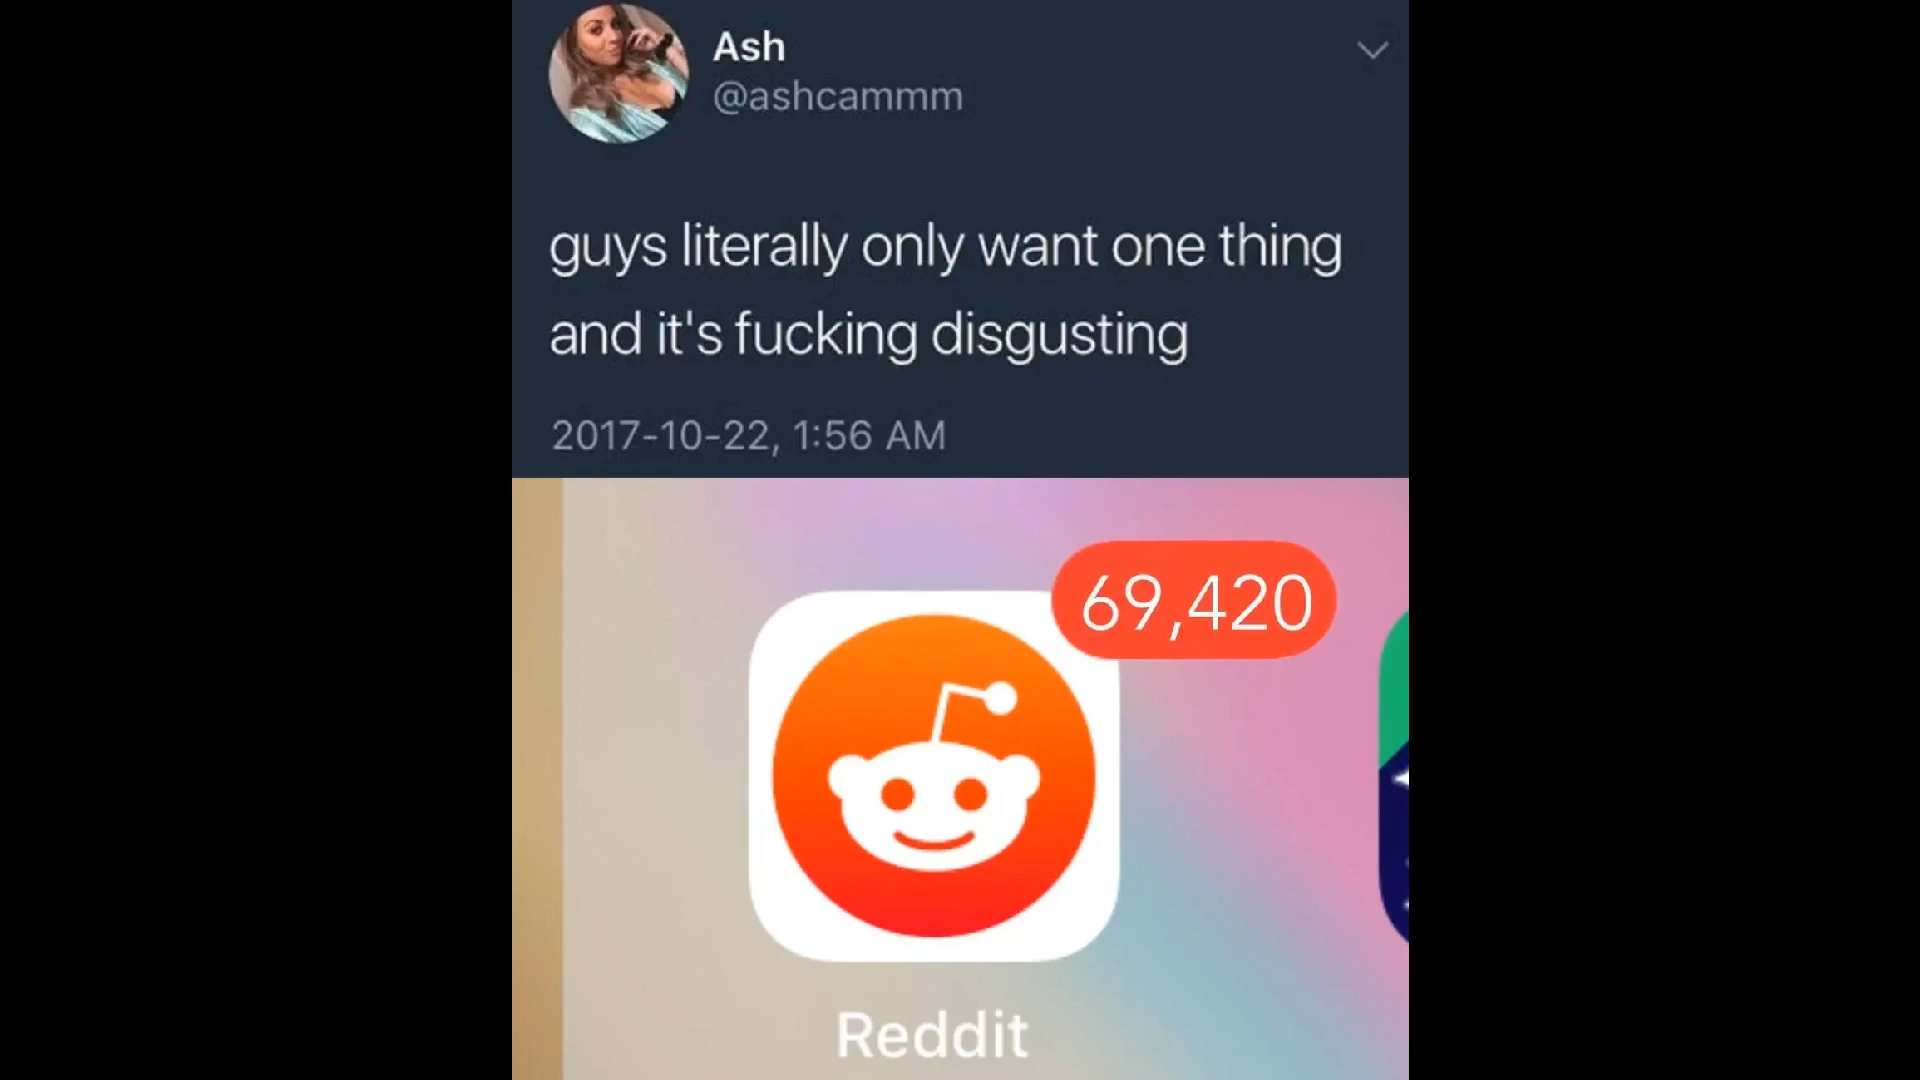 Ash
@ashcammm
guys literally only want one thing
and it's fucking disgusting
2017-10-22, 1:56 AM
69,420
Reddit